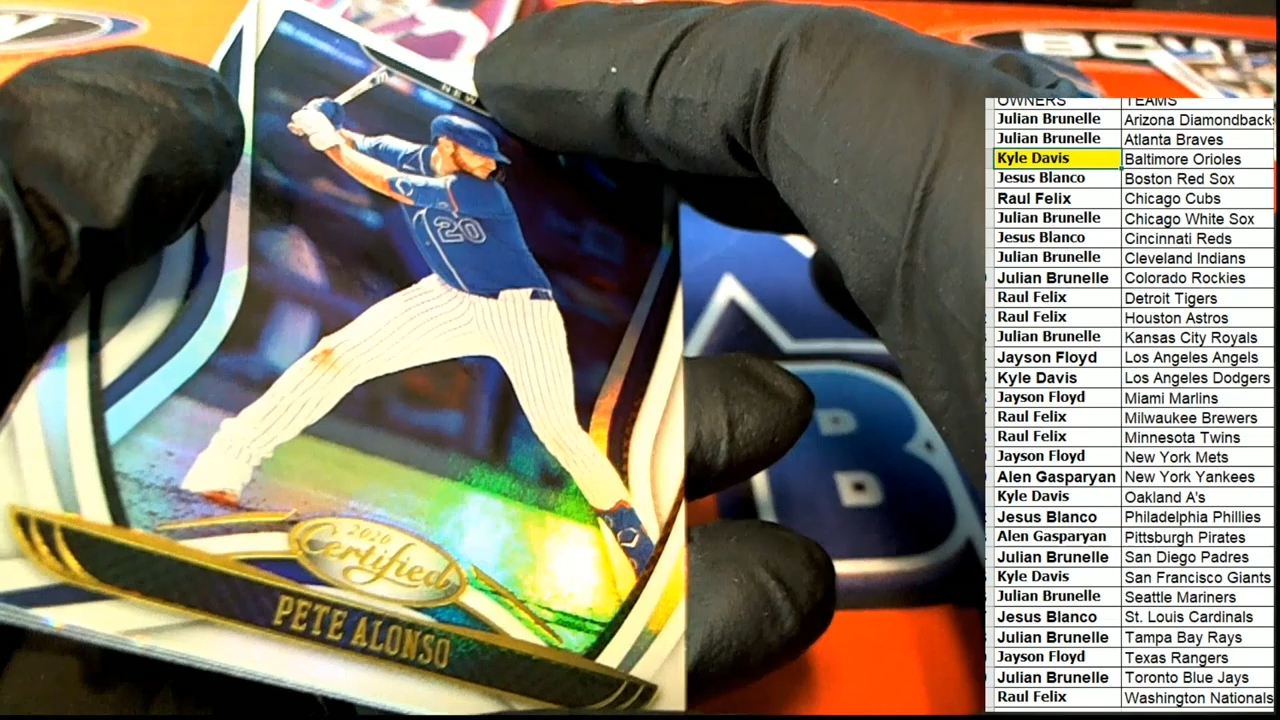 NEW
20
2020
Certified
PETE ALONSO
B
OWNERS TEAMS
Julian Brunelle Arizona Diamondbacks
Julian Brunelle Atlanta Braves
Kyle Davis Baltimore Orioles
Jesus Blanco Boston Red Sox
Raul Felix Chicago Cubs
Julian Brunelle Chicago White Sox
Jesus Blanco Cincinnati Reds
Julian Brunelle Cleveland Indians
Julian Brunelle Colorado Rockies
Raul Felix Detroit Tigers
Raul Felix Houston Astros
Julian Brunelle Kansas City Royals
Jayson Floyd Los Angeles Angels
Kyle Davis Los Angeles Dodgers
Jayson Floyd Miami Marlins
Raul Felix Milwaukee Brewers
Raul Felix Minnesota Twins
Jayson Floyd New York Mets
Alen Gasparyan New York Yankees
Kyle Davis Oakland A's
Jesus Blanco Philadelphia Phillies
Alen Gasparyan Pittsburgh Pirates
Julian Brunelle San Diego Padres
Kyle Davis San Francisco Giants
Julian Brunelle Seattle Mariners
Jesus Blanco St. Louis Cardinals
Julian Brunelle Tampa Bay Rays
Jayson Floyd Texas Rangers
Julian Brunelle Toronto Blue Jays
Raul Felix Washington Nationals